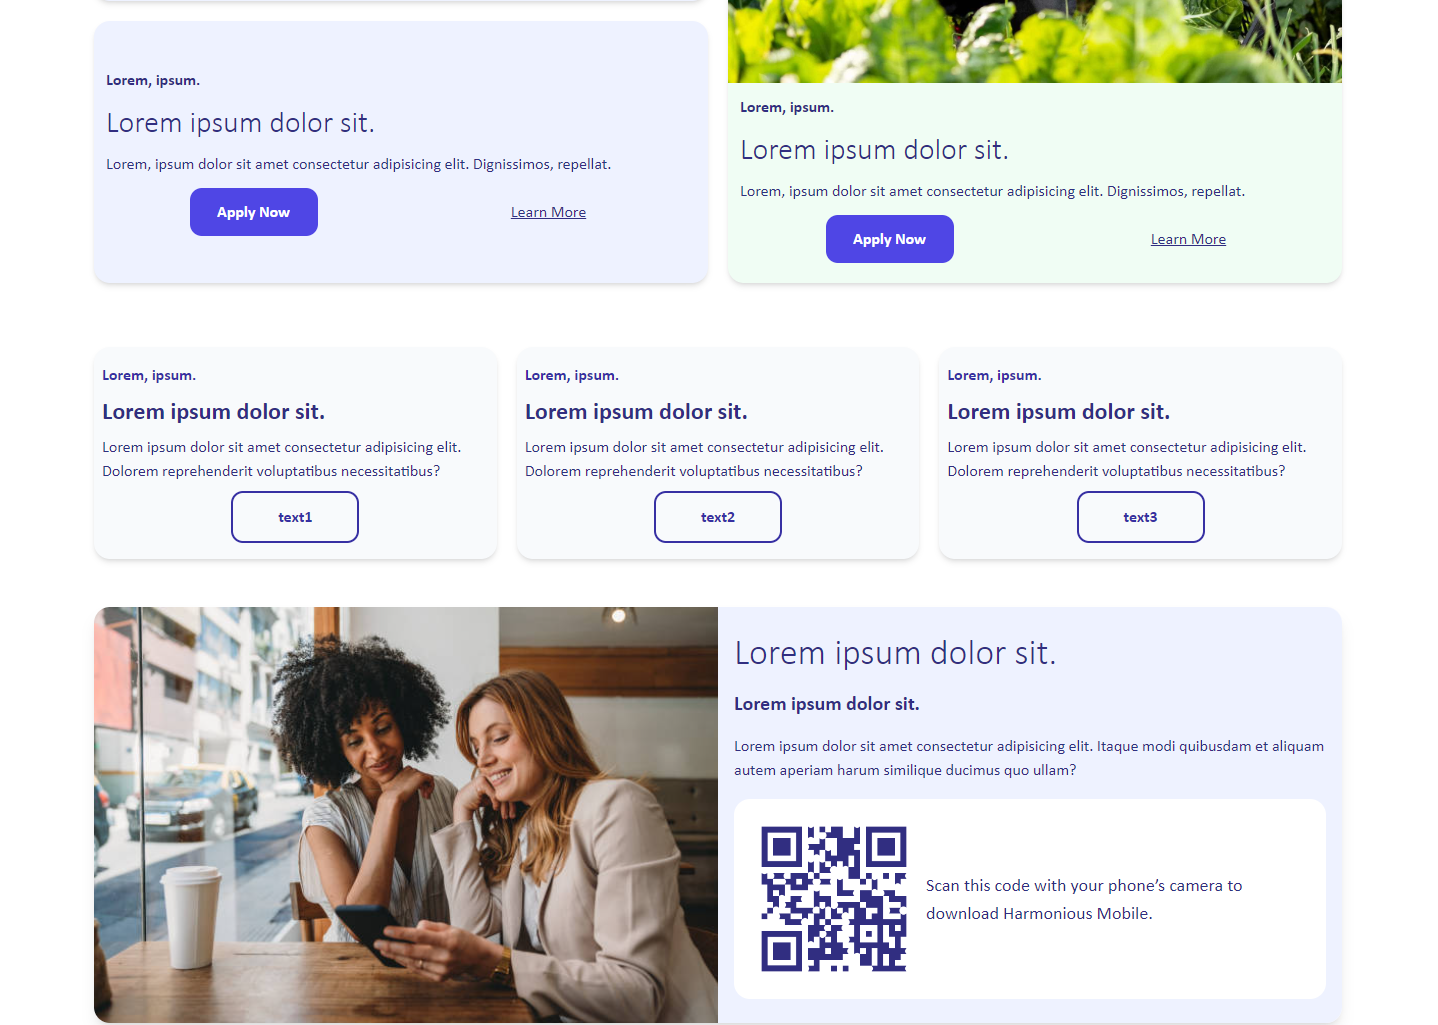 Lorem, ipsum.
Lorem ipsum dolor sit.
Lorem, ipsum dolor sit amet consectetur adipisicing elit. Dignissimos, repellat.
Apply Now
Learn More
Lorem, ipsum.
Lorem ipsum dolor sit.
Lorem, ipsum dolor sit amet consectetur adipisicing elit. Dignissimos, repellat.
Apply Now
Learn More
Lorem, ipsum.
Lorem ipsum dolor sit.
Lorem ipsum dolor sit amet consectetur adipisicing elit.
Dolorem reprehenderit voluptatibus necessitatibus?
text1
Lorem, ipsum.
Lorem ipsum dolor sit.
Lorem ipsum dolor sit amet consectetur adipisicing elit.
Dolorem reprehenderit voluptatibus necessitatibus?
text2
Lorem, ipsum.
Lorem ipsum dolor sit.
Lorem ipsum dolor sit amet consectetur adipisicing elit.
Dolorem reprehenderit voluptatibus necessitatibus?
text3
Lorem ipsum dolor sit.
Lorem ipsum dolor sit.
Lorem ipsum dolor sit amet consectetur adipisicing elit. Itaque modi quibusdam et aliquam
autem aperiam harum similique ducimus quo ullam?
Scan this code with your phone’s camera to
download Harmonious Mobile.